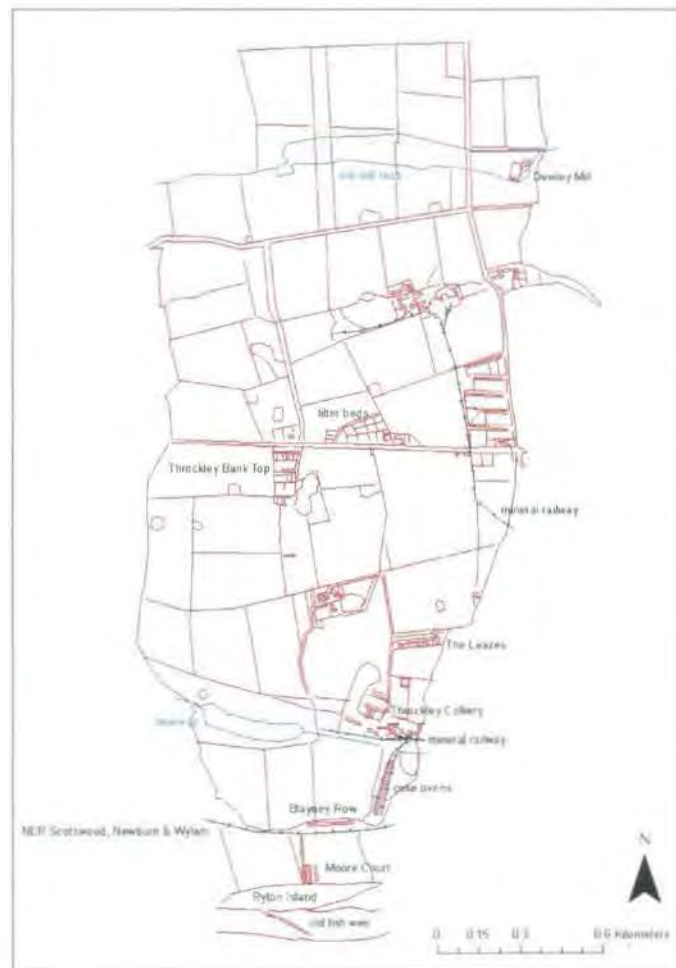 old mill race
Dewley Mill
filter beds
Throckley Bank Top
mineral railway
The Leazes
Throckley Colliery
mineral railway
coke ovens
Blayney Row
NER Scotswood, Newburn & Wylam
Moore Court
Ryton Island
old fish weir
N
0 0.15 0.3 0.6 Kilometers